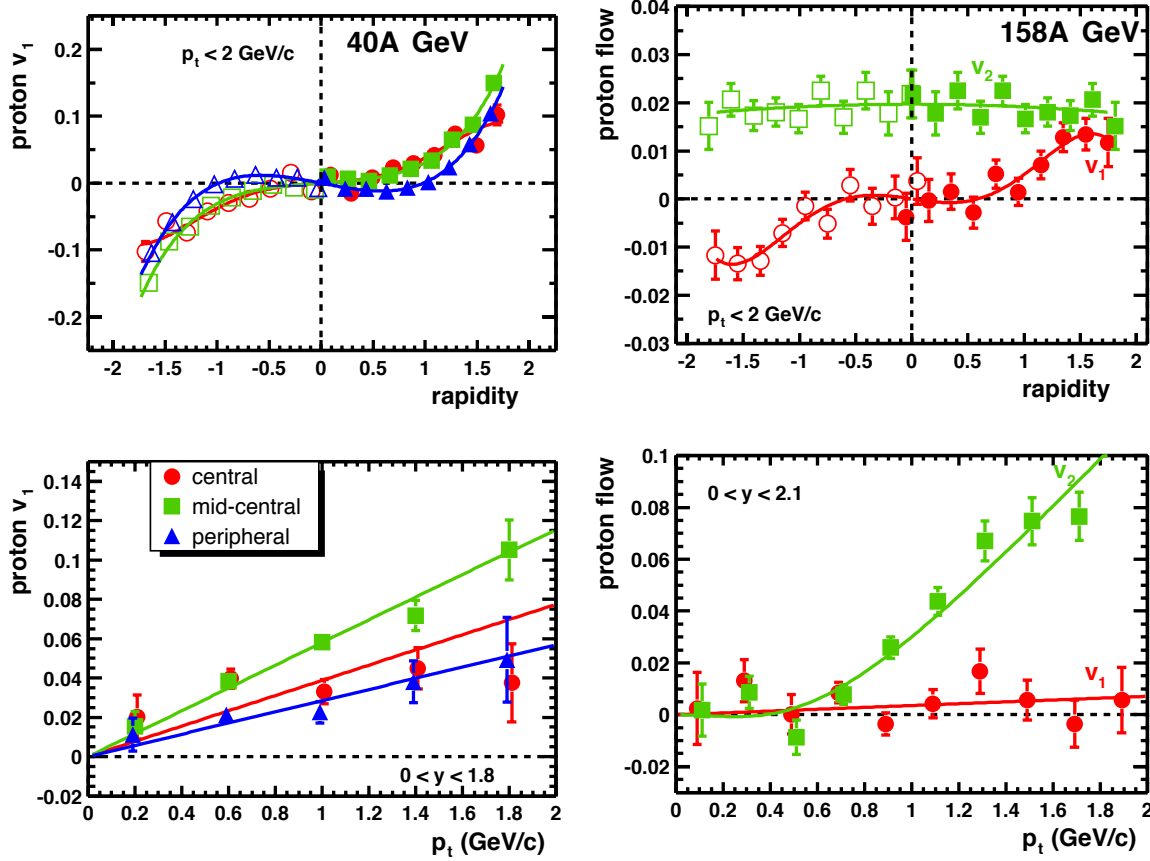 proton v1
0.2
0.1
0
-0.1
-0.2
pt < 2 GeV/c
40A GeV
-2 -1.5 -1 -0.5 0 0.5 1 1.5 2
rapidity
proton flow
0.04
0.03
0.02
0.01
0
-0.01
-0.02
-0.03
158A GeV
v2
v1
pt < 2 GeV/c
-2 -1.5 -1 -0.5 0 0.5 1 1.5 2
rapidity
proton v1
0.14
0.12
0.10
0.08
0.06
0.04
0.02
0
-0.02
central
mid-central
peripheral
0 < y < 1.8
0 0.2 0.4 0.6 0.8 1 1.2 1.4 1.6 1.8 2
pt (GeV/c)
proton flow
0.1
0.08
0.06
0.04
0.02
0
-0.02
0 < y < 2.1
v2
v1
0 0.2 0.4 0.6 0.8 1 1.2 1.4 1.6 1.8 2
pt (GeV/c)